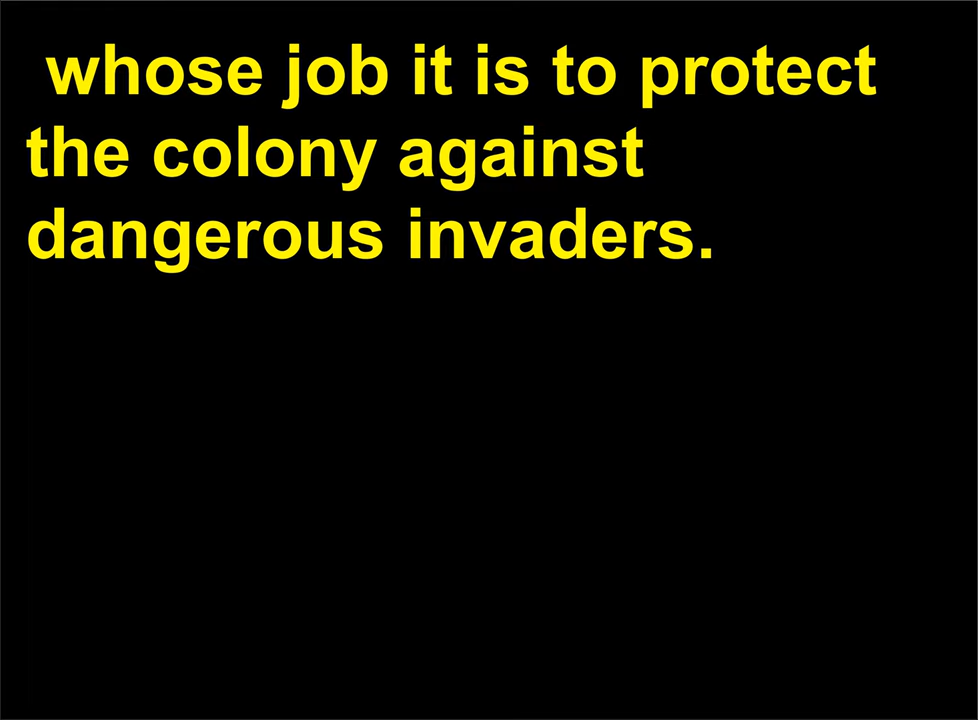 whose job it is to protect
the colony against
dangerous invaders.